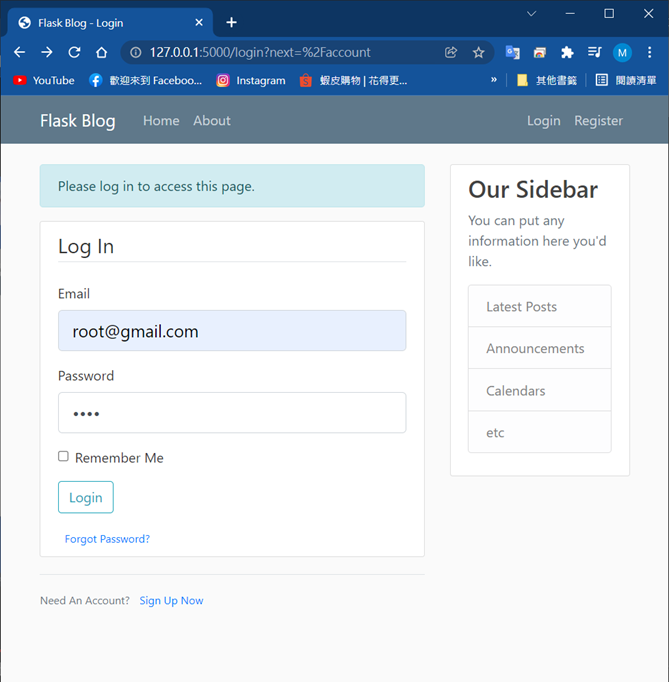 Flask Blog - Login
127.0.0.1:5000/login?next=%2Faccount
M
YouTube
歡迎來到 Faceboo...
Instagram
蝦皮購物 | 花得更...
»
其他書籤
閱讀清單
Flask Blog
Home
About
Login
Register
Please log in to access this page.
Log In
Email
root@gmail.com
Password
••••
Remember Me
Login
Forgot Password?
Need An Account? Sign Up Now
Our Sidebar
You can put any
information here you'd
like.
Latest Posts
Announcements
Calendars
etc